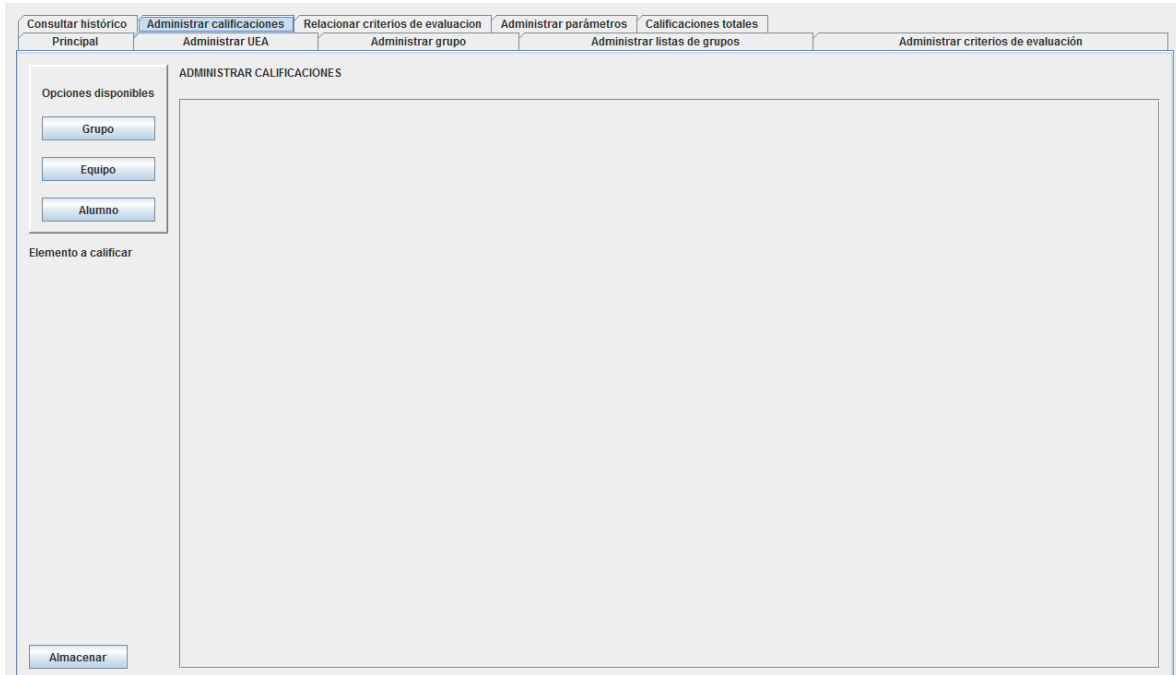 Consultar histórico Administrar calificaciones Relacionar criterios de evaluacion Administrar parámetros Calificaciones totales
Principal Administrar UEA Administrar grupo Administrar listas de grupos Administrar criterios de evaluación
ADMINISTRAR CALIFICACIONES
Opciones disponibles
Grupo
Equipo
Alumno
Elemento a calificar
Almacenar